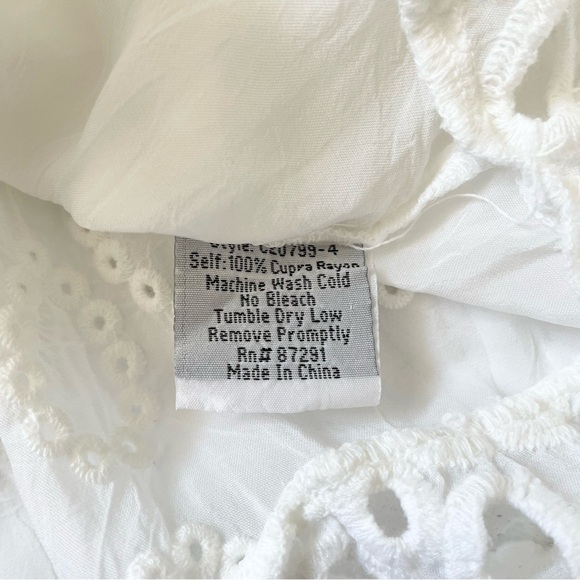 Style: C20799-4
Self:100% Cupra Rayon
Machine Wash Cold
No Bleach
Tumble Dry Low
Remove Promptly
Rn# 87291
Made In China